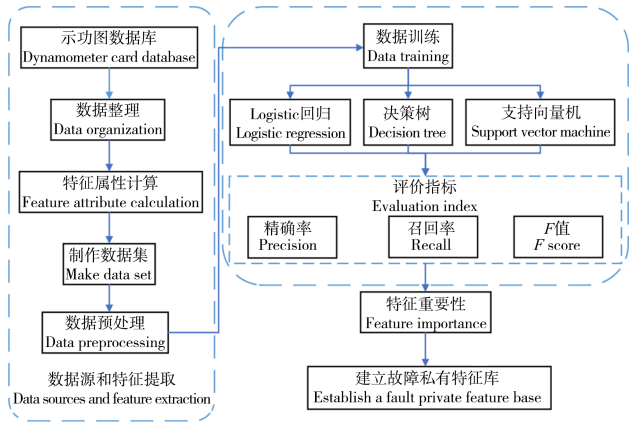 示功图数据库
Dynamometer card database
数据整理
Data organization
特征属性计算
Feature attribute calculation
制作数据集
Make data set
数据预处理
Data preprocessing
数据源和特征提取
Data sources and feature extraction
数据训练
Data training
Logistic回归
Logistic regression
决策树
Decision tree
支持向量机
Support vector machine
评价指标
Evaluation index
精确率
Precision
召回率
Recall
F值
F score
特征重要性
Feature importance
建立故障私有特征库
Establish a fault private feature base